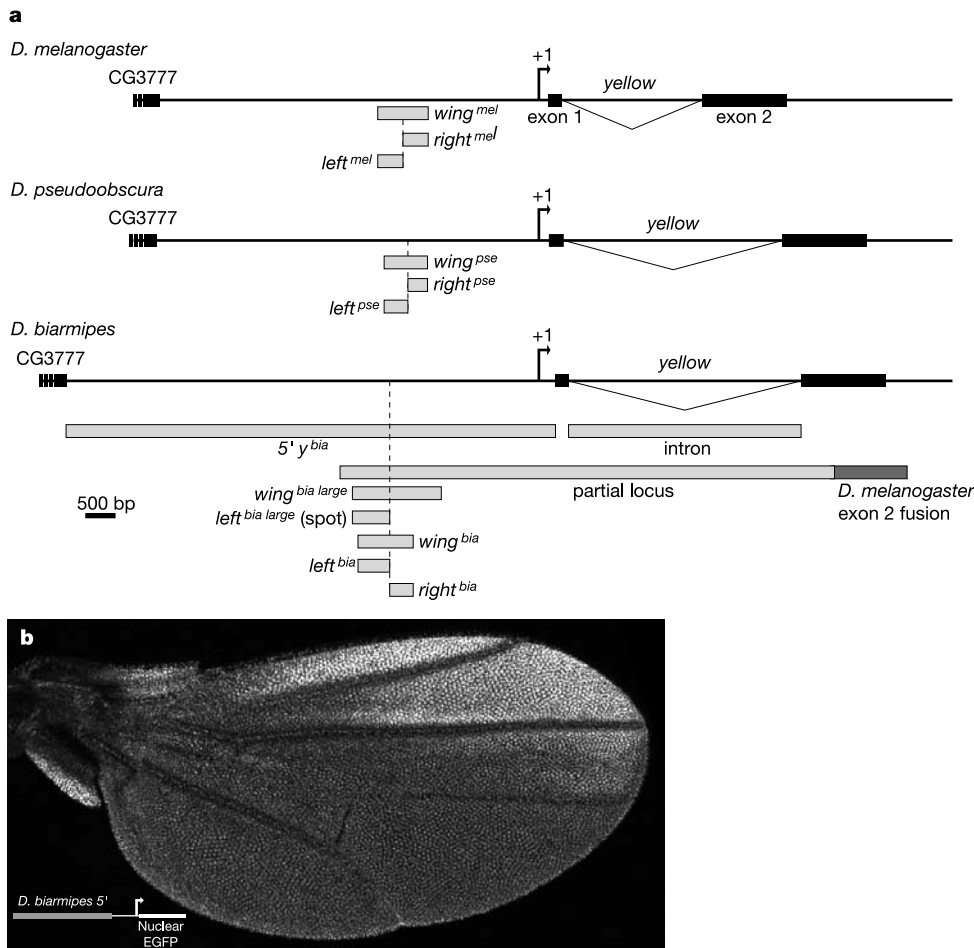 a
D. melanogaster
CG3777
+1
yellow
exon 1
exon 2
wing mel
right mel
left mel
D. pseudoobscura
CG3777
+1
yellow
wing pse
right pse
left pse
D. biarmipes
CG3777
+1
yellow
5' y bia
intron
partial locus
D. melanogaster
exon 2 fusion
500 bp
wing bia large
left bia large (spot)
wing bia
left bia
right bia
b
D. biarmipes 5'
Nuclear
EGFP